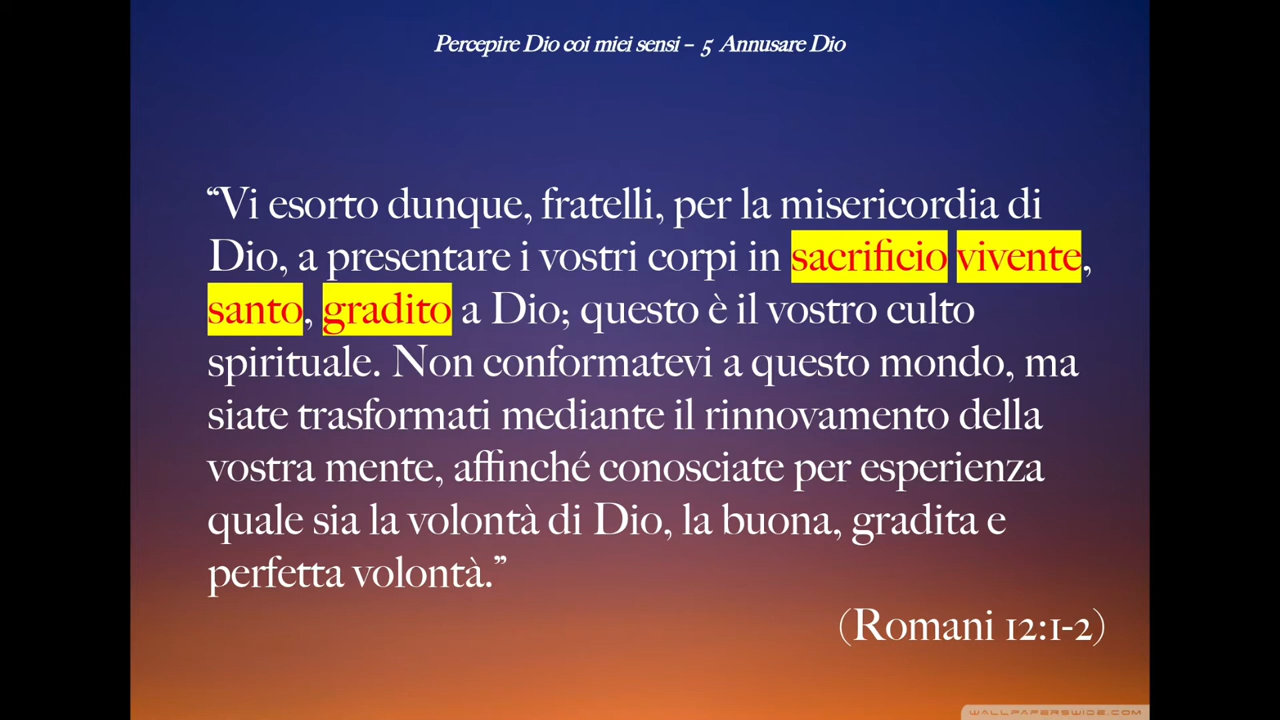 Percepire Dio coi miei sensi – 5 Annusare Dio
“Vi esorto dunque, fratelli, per la misericordia di
Dio, a presentare i vostri corpi in sacrificio vivente,
santo, gradito a Dio; questo è il vostro culto
spirituale. Non conformatevi a questo mondo, ma
siate trasformati mediante il rinnovamento della
vostra mente, affinché conosciate per esperienza
quale sia la volontà di Dio, la buona, gradita e
perfetta volontà.”
(Romani 12:1-2)
WALLPAPERSWIDE.COM